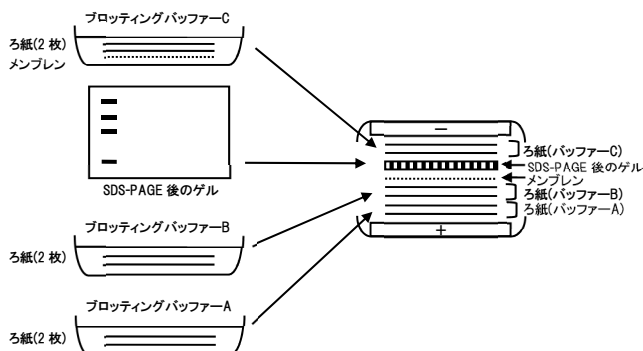 ブロッティングバッファーC
ろ紙(2 枚)
メンブレン
SDS-PAGE 後のゲル
ブロッティングバッファーB
ろ紙(2 枚)
ブロッティングバッファーA
ろ紙(2 枚)
－
ろ紙(バッファーC)
SDS-PAGE 後のゲル
メンブレン
ろ紙(バッファーB)
ろ紙(バッファーA)
＋